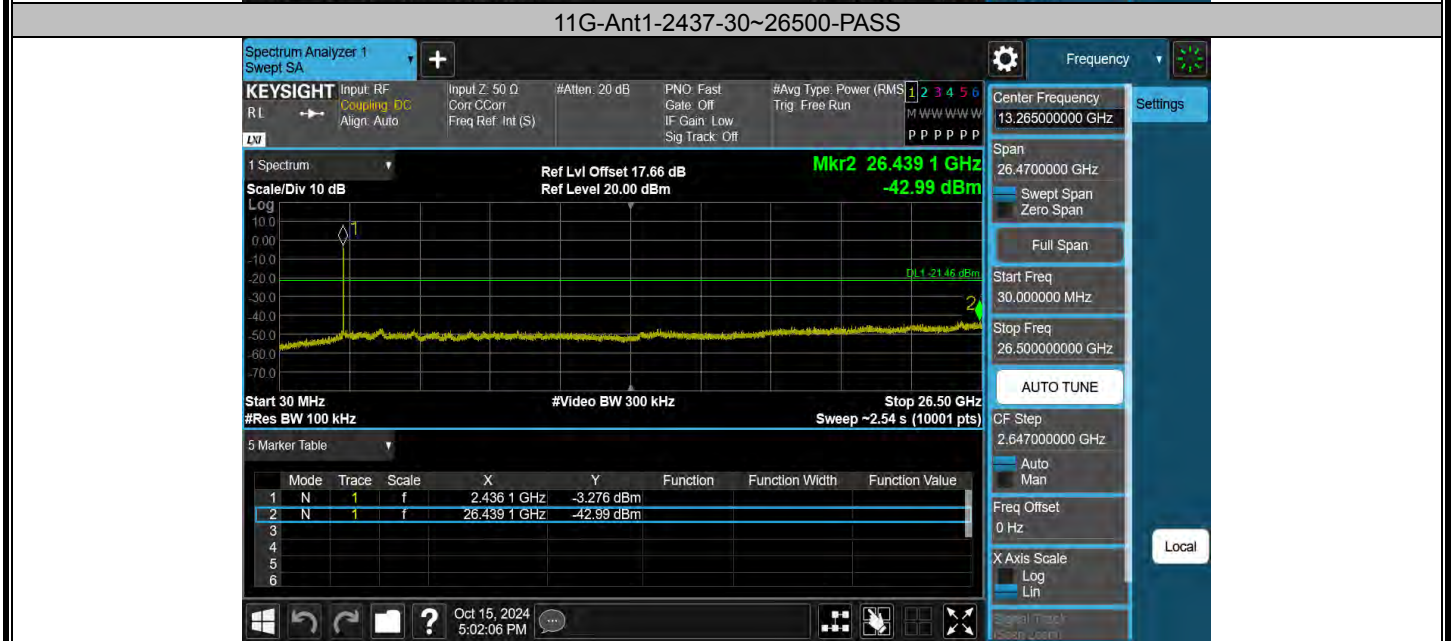 11G-Ant1-2437-30~26500-PASS
Spectrum Analyzer 1
Swept SA
+
Frequency
KEYSIGHT
RL
LXI
Input: RF
Coupling: DC
Align: Auto
Input Z: 50 Ω
Corr CCorr
Freq Ref: Int (S)
#Atten: 20 dB
PNO: Fast
Gate: Off
IF Gain: Low
Sig Track: Off
#Avg Type: Power (RMS
Trig: Free Run
1 2 3 4 5 6
M W W W W W
P P P P P P
1 Spectrum
Scale/Div 10 dB
Ref Lvl Offset 17.66 dB
Ref Level 20.00 dBm
Mkr2 26.439 1 GHz
-42.99 dBm
Log
10.0
0.00
-10.0
-20.0
-30.0
-40.0
-50.0
-60.0
-70.0
1
DL1 -21.46 dBm
2
Start 30 MHz
#Res BW 100 kHz
#Video BW 300 kHz
Stop 26.50 GHz
Sweep ~2.54 s (10001 pts)
5 Marker Table
Mode Trace Scale X Y Function Function Width Function Value
1 N 1 f 2.436 1 GHz -3.276 dBm
2 N 1 f 26.439 1 GHz -42.99 dBm
3
4
5
6
Oct 15, 2024
5:02:06 PM
?
Center Frequency
13.265000000 GHz
Settings
Span
26.4700000 GHz
Swept Span
Zero Span
Full Span
Start Freq
30.000000 MHz
Stop Freq
26.500000000 GHz
AUTO TUNE
CF Step
2.647000000 GHz
Auto
Man
Freq Offset
0 Hz
X Axis Scale
Log
Lin
Signal Track
(Span Zoom)
Local